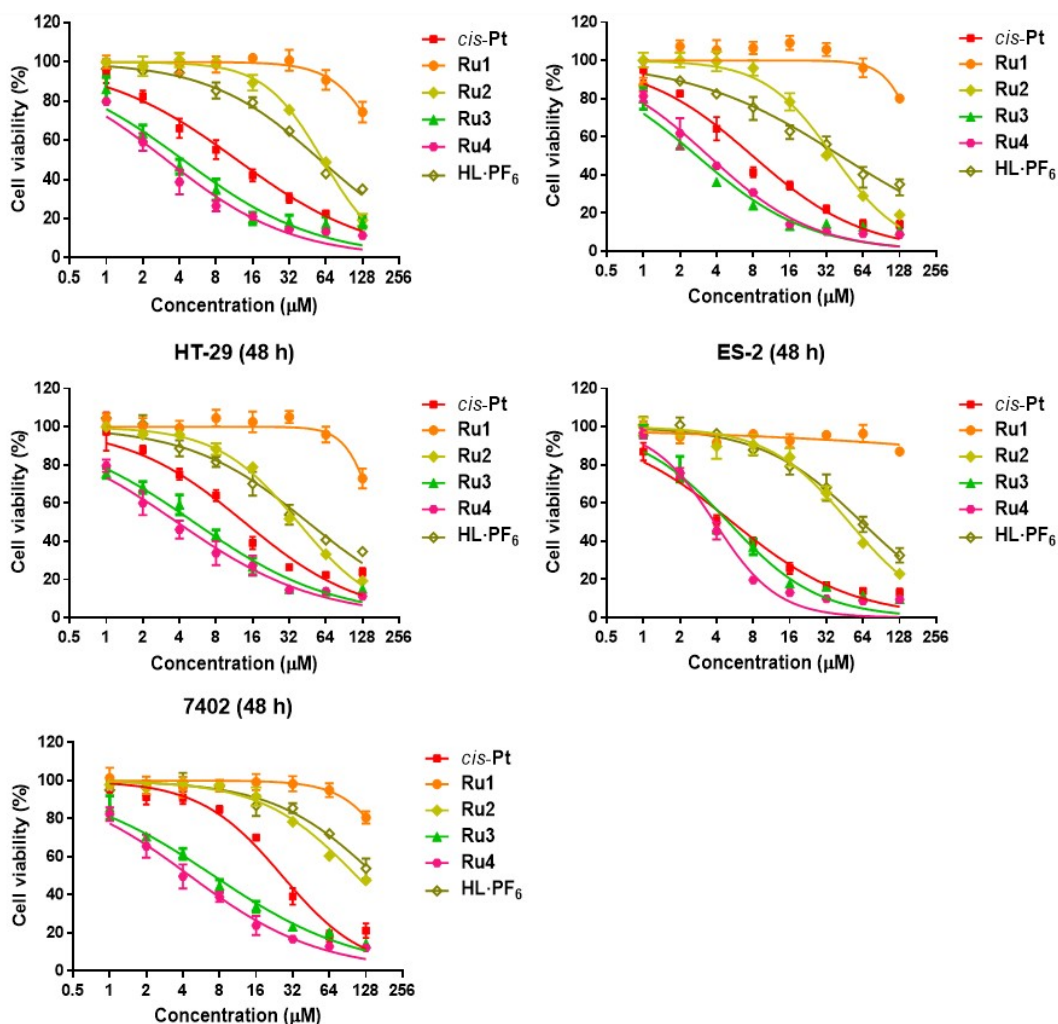 120
100
80
60
40
20
0
Cell viability (%)
0.5 1 2 4 8 16 32 64 128 256
Concentration (μM)
cis-Pt
Ru1
Ru2
Ru3
Ru4
HL·PF6
120
100
80
60
40
20
0
Cell viability (%)
0.5 1 2 4 8 16 32 64 128 256
Concentration (μM)
cis-Pt
Ru1
Ru2
Ru3
Ru4
HL·PF6
HT-29 (48 h)
120
100
80
60
40
20
0
Cell viability (%)
0.5 1 2 4 8 16 32 64 128 256
Concentration (μM)
cis-Pt
Ru1
Ru2
Ru3
Ru4
HL·PF6
ES-2 (48 h)
120
100
80
60
40
20
0
Cell viability (%)
0.5 1 2 4 8 16 32 64 128 256
Concentration (μM)
cis-Pt
Ru1
Ru2
Ru3
Ru4
HL·PF6
7402 (48 h)
120
100
80
60
40
20
0
Cell viability (%)
0.5 1 2 4 8 16 32 64 128 256
Concentration (μM)
cis-Pt
Ru1
Ru2
Ru3
Ru4
HL·PF6